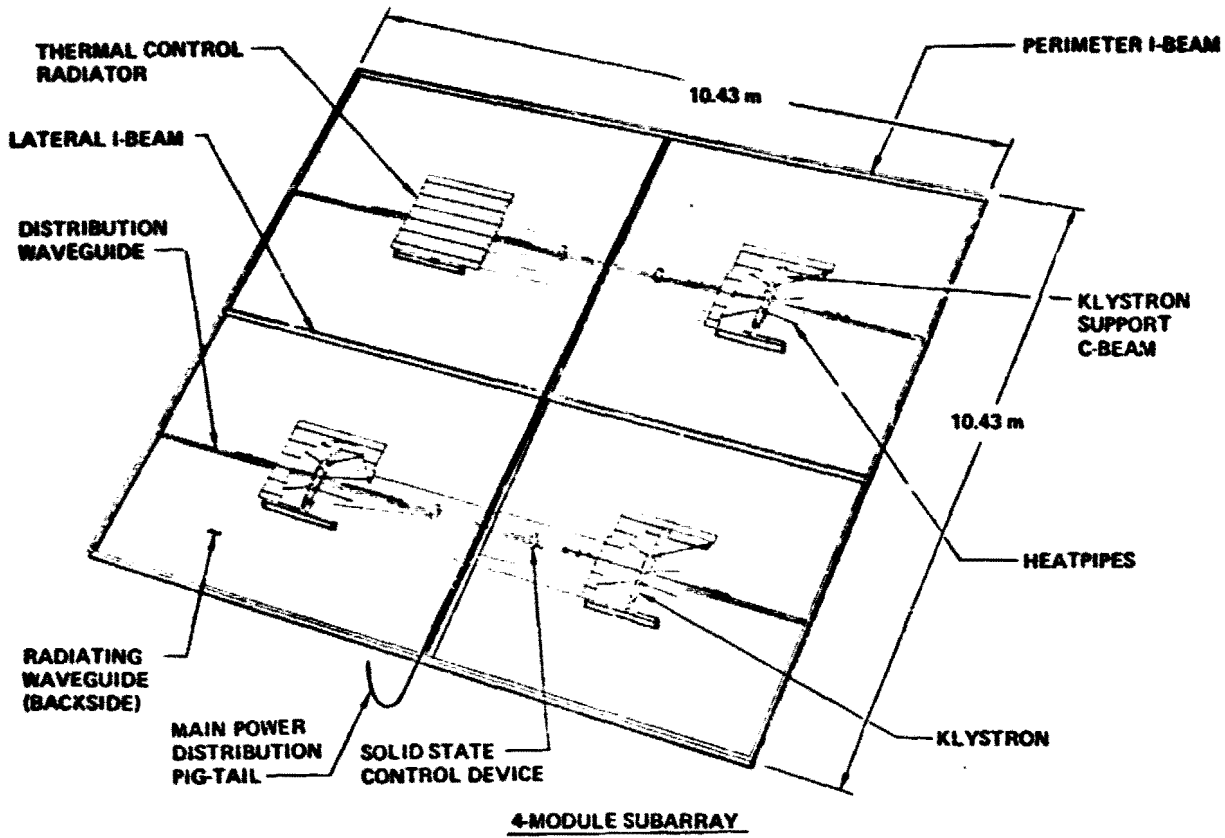 THERMAL CONTROL
RADIATOR
PERIMETER I-BEAM
10.43 m
LATERAL I-BEAM
DISTRIBUTION
WAVEGUIDE
KLYSTRON
SUPPORT
C-BEAM
10.43 m
HEATPIPES
RADIATING
WAVEGUIDE
(BACKSIDE)
MAIN POWER
DISTRIBUTION
PIG-TAIL
SOLID STATE
CONTROL DEVICE
KLYSTRON
4-MODULE SUBARRAY